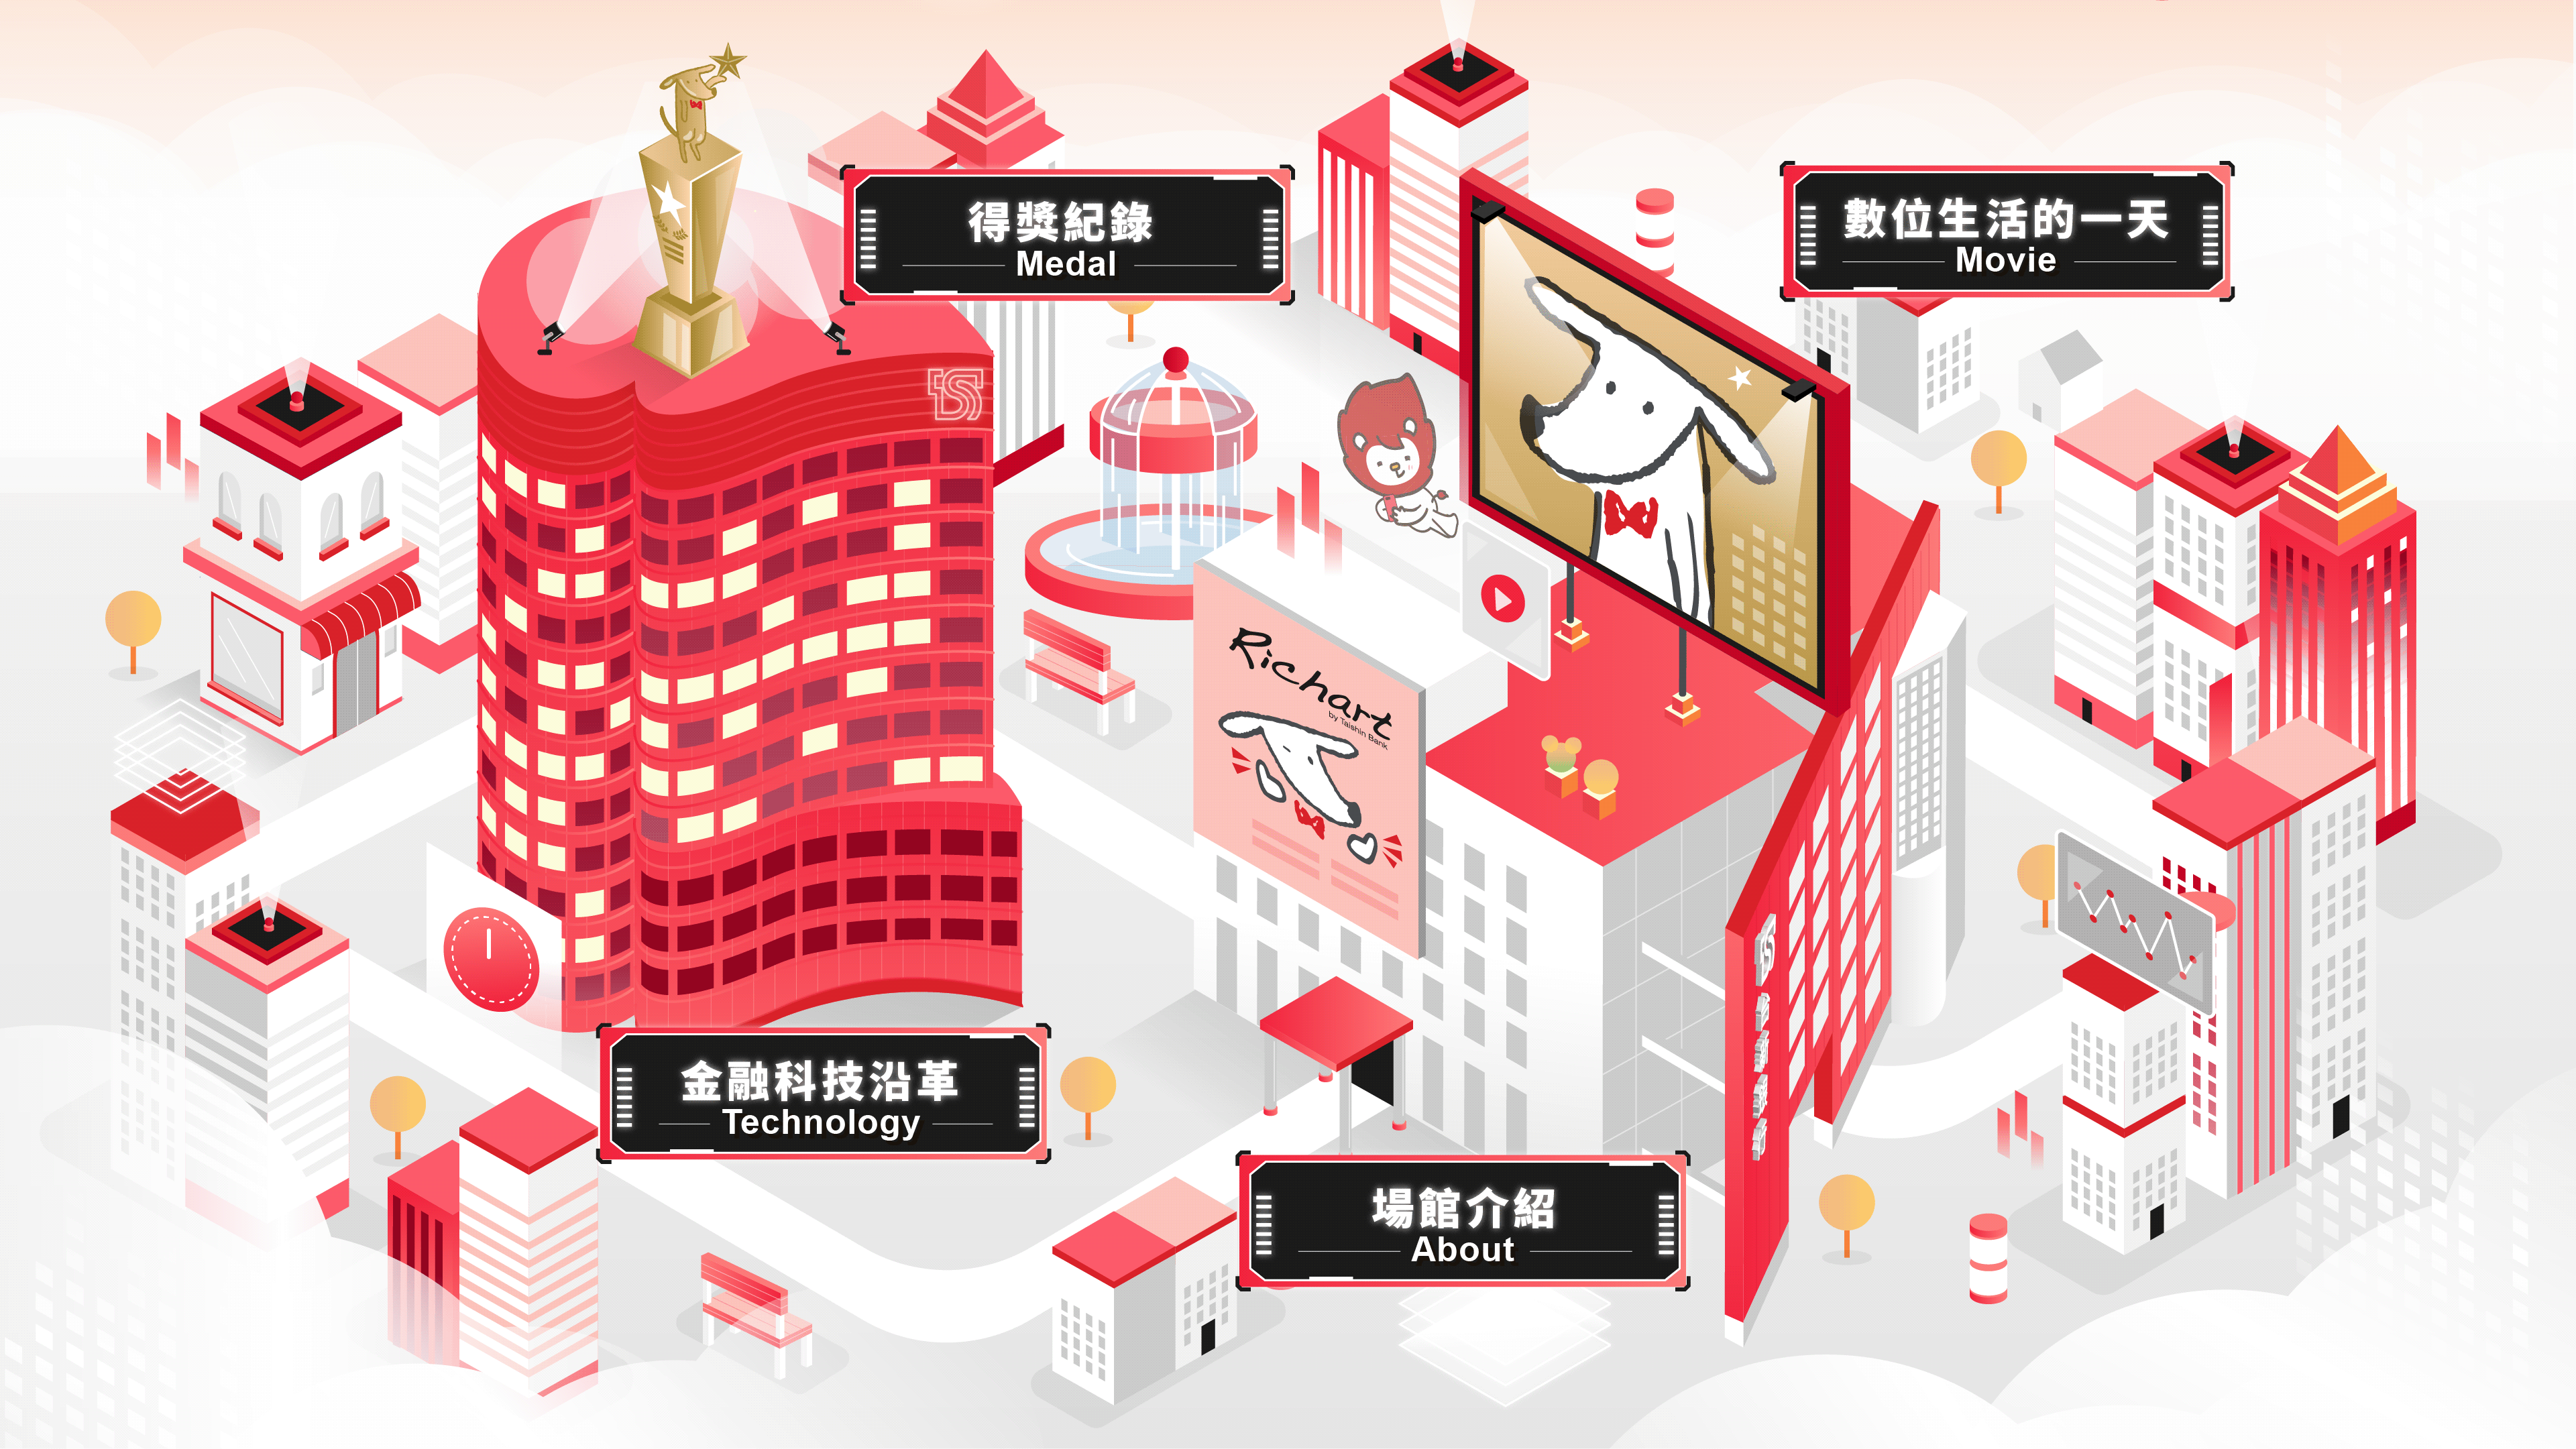 得獎紀錄
Medal
數位生活的一天
Movie
Richart
by Taishin Bank
金融科技沿革
Technology
場館介紹
About